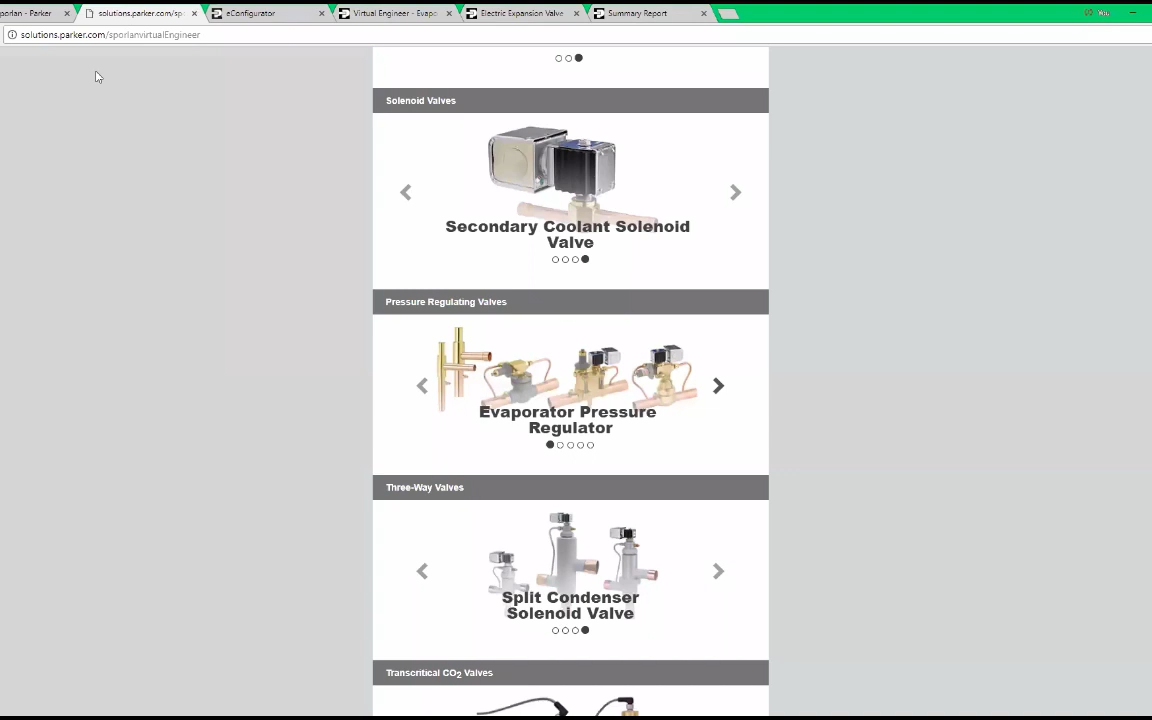 orlan - Parker
solutions.parker.com/sp
eConfigurator
Virtual Engineer - Evapo
Electric Expansion Valve
Summary Report
You
solutions.parker.com/sporlanvirtualEngineer
Solenoid Valves
Secondary Coolant Solenoid
Valve
Pressure Regulating Valves
Evaporator Pressure
Regulator
Three-Way Valves
Split Condenser
Solenoid Valve
Transcritical CO2 Valves